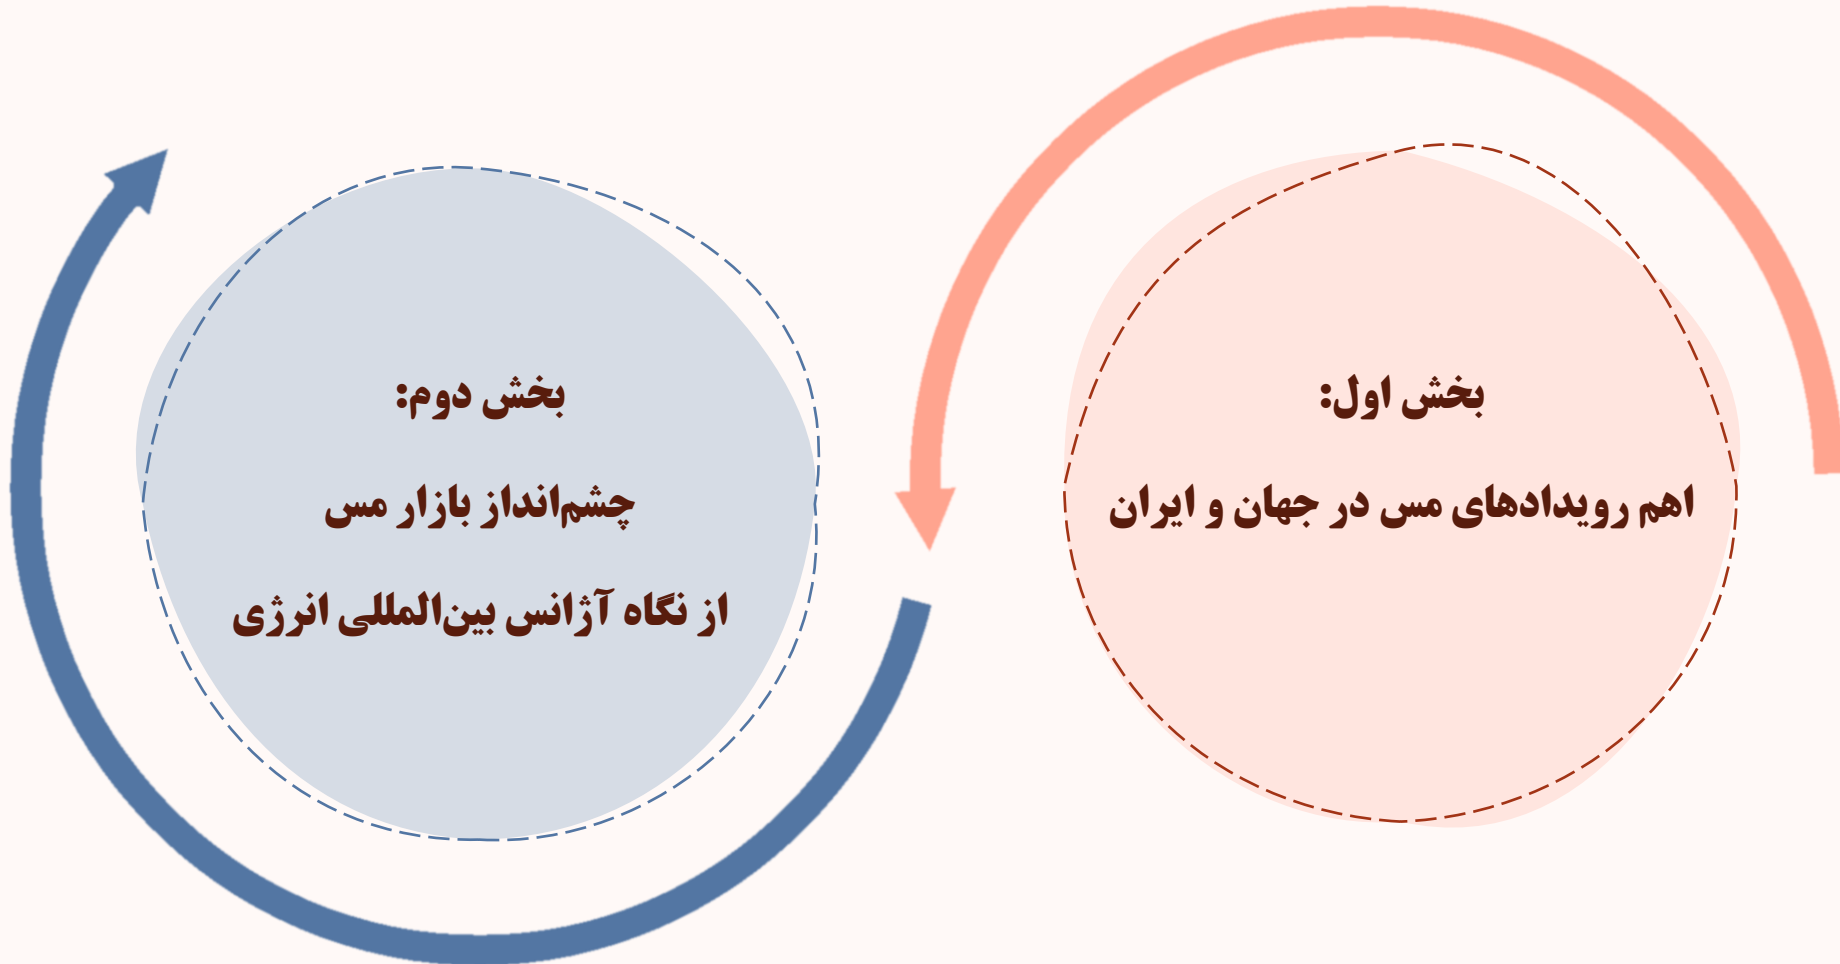 بخش اول:
اهم رویدادهای مس در جهان و ایران
بخش دوم:
چشم‌انداز بازار مس
از نگاه آژانس بین‌المللی انرژی